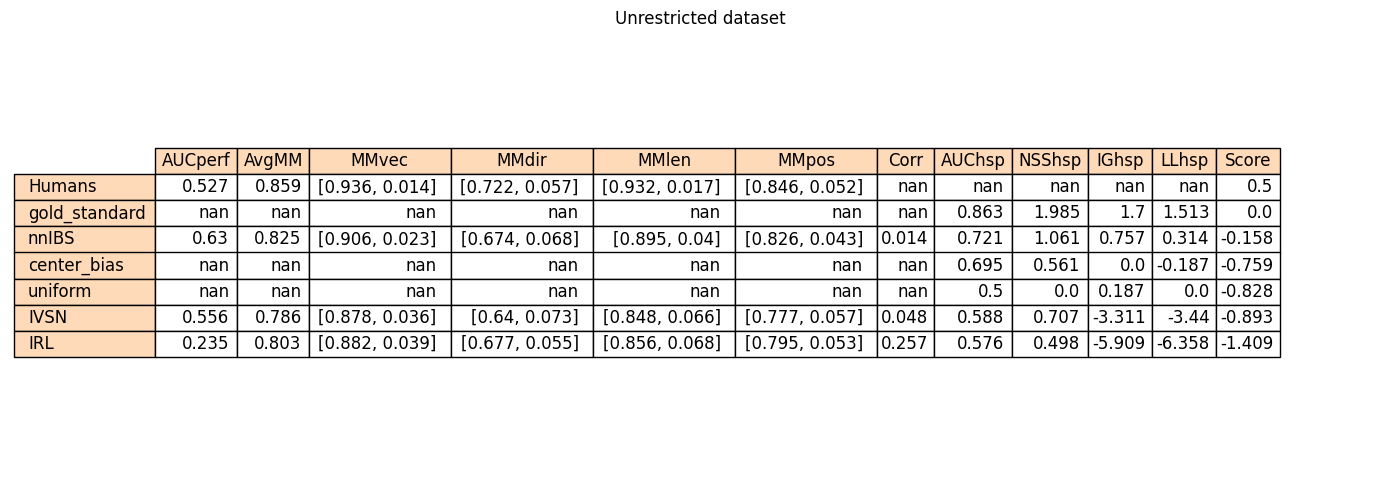 Unrestricted dataset
AUCperf AvgMM MMvec MMdir MMlen MMpos Corr AUChsp NSShsp IGhsp LLhsp Score
Humans 0.527 0.859 [0.936, 0.014] [0.722, 0.057] [0.932, 0.017] [0.846, 0.052] nan nan nan nan nan 0.5
gold_standard nan nan nan nan nan nan nan 0.863 1.985 1.7 1.513 0.0
nnIBS 0.63 0.825 [0.906, 0.023] [0.674, 0.068] [0.895, 0.04] [0.826, 0.043] 0.014 0.721 1.061 0.757 0.314 -0.158
center_bias nan nan nan nan nan nan nan 0.695 0.561 0.0 -0.187 -0.759
uniform nan nan nan nan nan nan nan 0.5 0.0 0.187 0.0 -0.828
IVSN 0.556 0.786 [0.878, 0.036] [0.64, 0.073] [0.848, 0.066] [0.777, 0.057] 0.048 0.588 0.707 -3.311 -3.44 -0.893
IRL 0.235 0.803 [0.882, 0.039] [0.677, 0.055] [0.856, 0.068] [0.795, 0.053] 0.257 0.576 0.498 -5.909 -6.358 -1.409